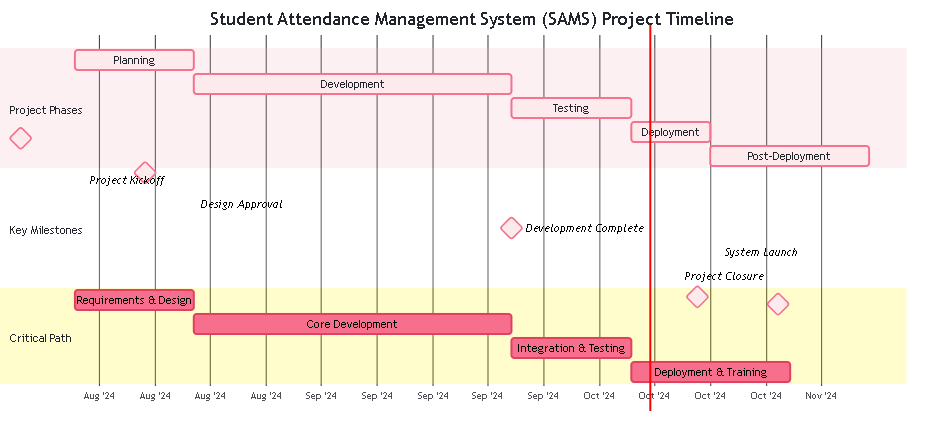 Student Attendance Management System (SAMS) Project Timeline
Planning
Development
Testing
Project Phases
Deployment
Post-Deployment
Project Kickoff
Design Approval
Key Milestones
Development Complete
System Launch
Project Closure
Requirements & Design
Core Development
Critical Path
Integration & Testing
Deployment & Training
Aug '24 Aug '24 Aug '24 Aug '24 Sep '24 Sep '24 Sep '24 Sep '24 Sep '24 Oct '24 Oct '24 Oct '24 Oct '24 Nov '24